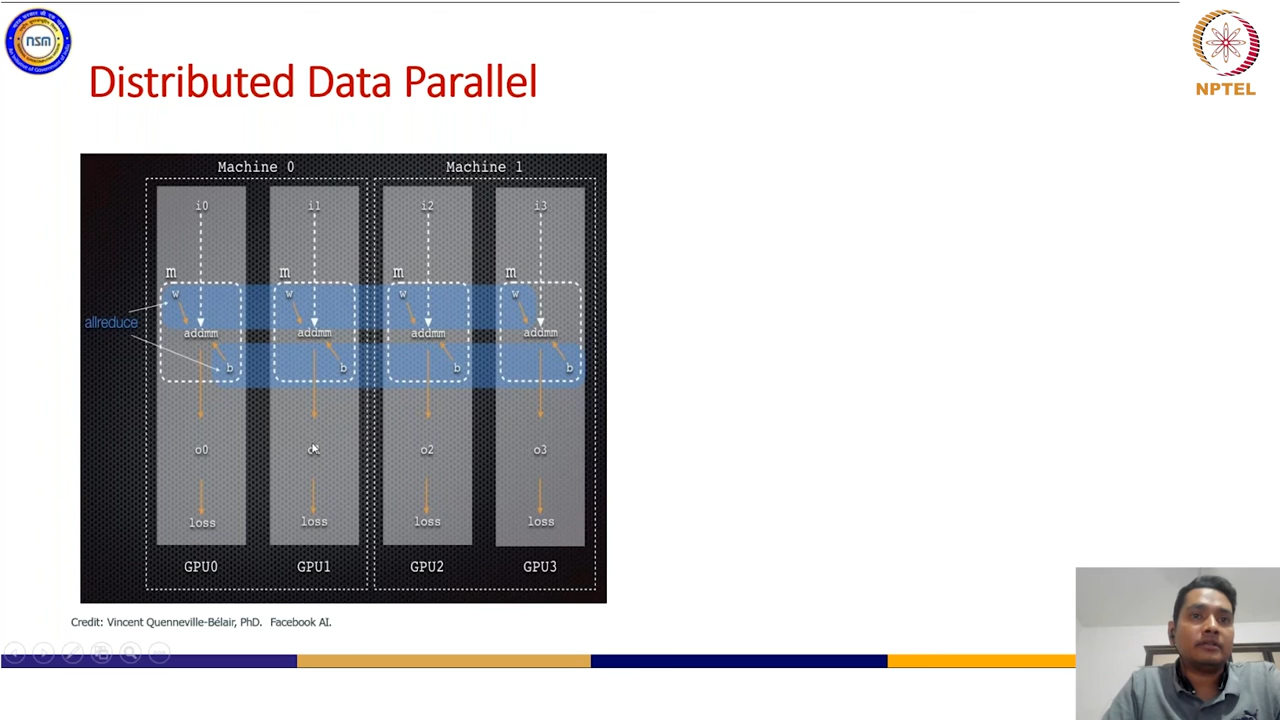 nsm
NPTEL
Distributed Data Parallel
Machine 0 Machine 1
i0 i1 i2 i3
m m m m
w w w w
allreduce
addmm addmm addmm addmm
b b b b
o0 o2 o3
loss loss loss loss
GPU0 GPU1 GPU2 GPU3
Credit: Vincent Quenneville-Bélair, PhD. Facebook AI.